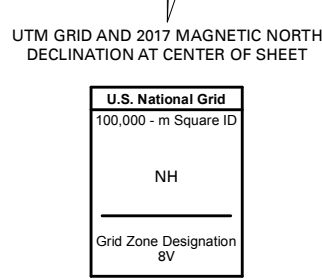 UTM GRID AND 2017 MAGNETIC NORTH
DECLINATION AT CENTER OF SHEET
U.S. National Grid
100,000 - m Square ID
NH
Grid Zone Designation
8V